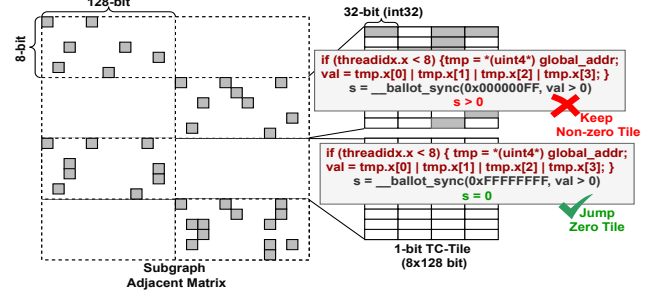 128-bit
32-bit (int32)
8-bit
if (threadidx.x < 8) {tmp = *(uint4*) global_addr;
val = tmp.x[0] | tmp.x[1] | tmp.x[2] | tmp.x[3]; }
s = __ballot_sync(0x000000FF, val > 0)
s > 0
Keep
Non-zero Tile
if (threadidx.x < 8) { tmp = *(uint4*) global_addr;
val = tmp.x[0] | tmp.x[1] | tmp.x[2] | tmp.x[3]; }
s = __ballot_sync(0xFFFFFFFF, val > 0)
s = 0
Jump
Zero Tile
1-bit TC-Tile
(8x128 bit)
Subgraph
Adjacent Matrix